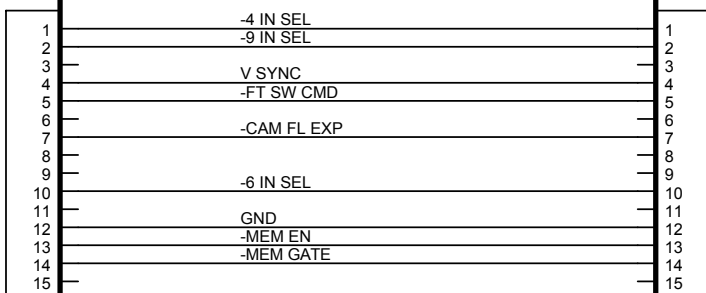 1 -4 IN SEL 1
2 -9 IN SEL 2
3 3
4 V SYNC 4
5 -FT SW CMD 5
6 6
7 -CAM FL EXP 7
8 8
9 9
10 -6 IN SEL 10
11 11
12 GND 12
13 -MEM EN 13
14 -MEM GATE 14
15 15